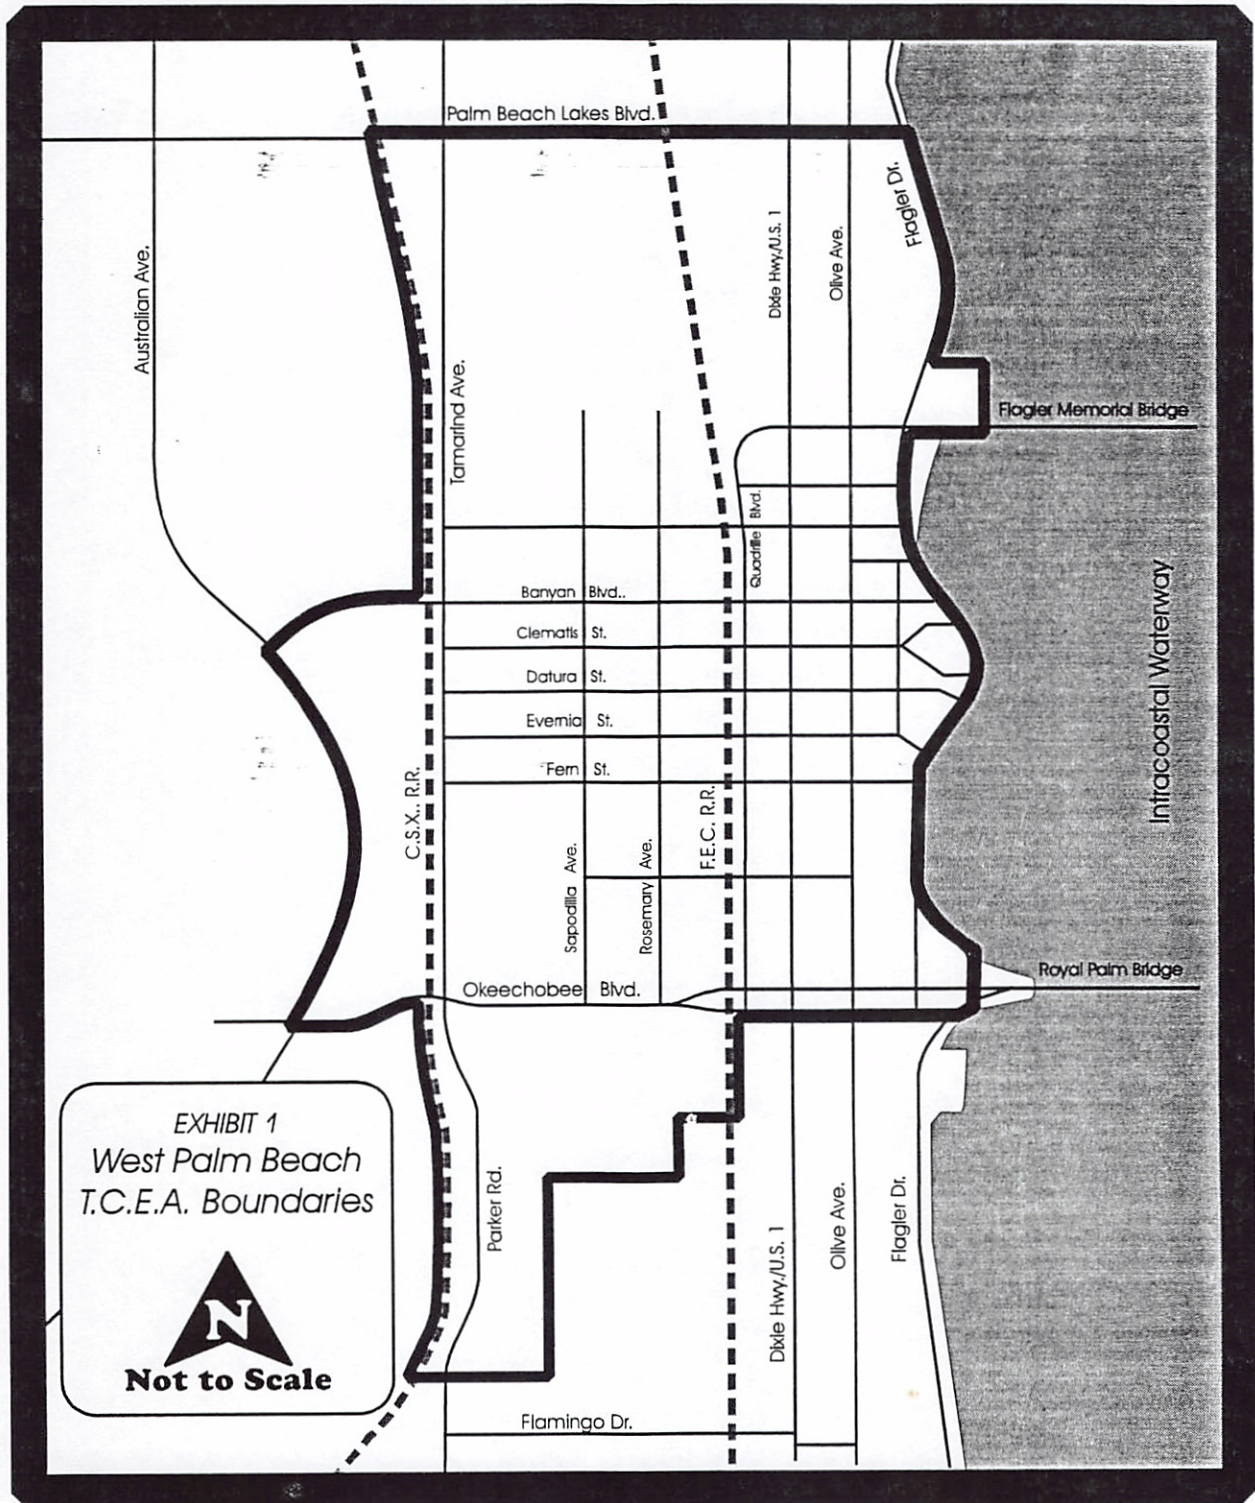 Palm Beach Lakes Blvd.
Flagler Dr.
Dixie Hwy./U.S. 1
Olive Ave.
Australian Ave.
Tamarind Ave.
Flagler Memorial Bridge
Quadrille Blvd.
Banyan Blvd..
Clematis St.
Datura St.
Evernia St.
Fern St.
Intracoastal Waterway
C.S.X.. R.R.
F.E.C. R.R.
Sapodilla Ave.
Rosemary Ave.
Royal Palm Bridge
Okeechobee Blvd.
EXHIBIT 1
West Palm Beach
T.C.E.A. Boundaries
N
Not to Scale
Parker Rd.
Dixie Hwy./U.S. 1
Olive Ave.
Flagler Dr.
Flamingo Dr.